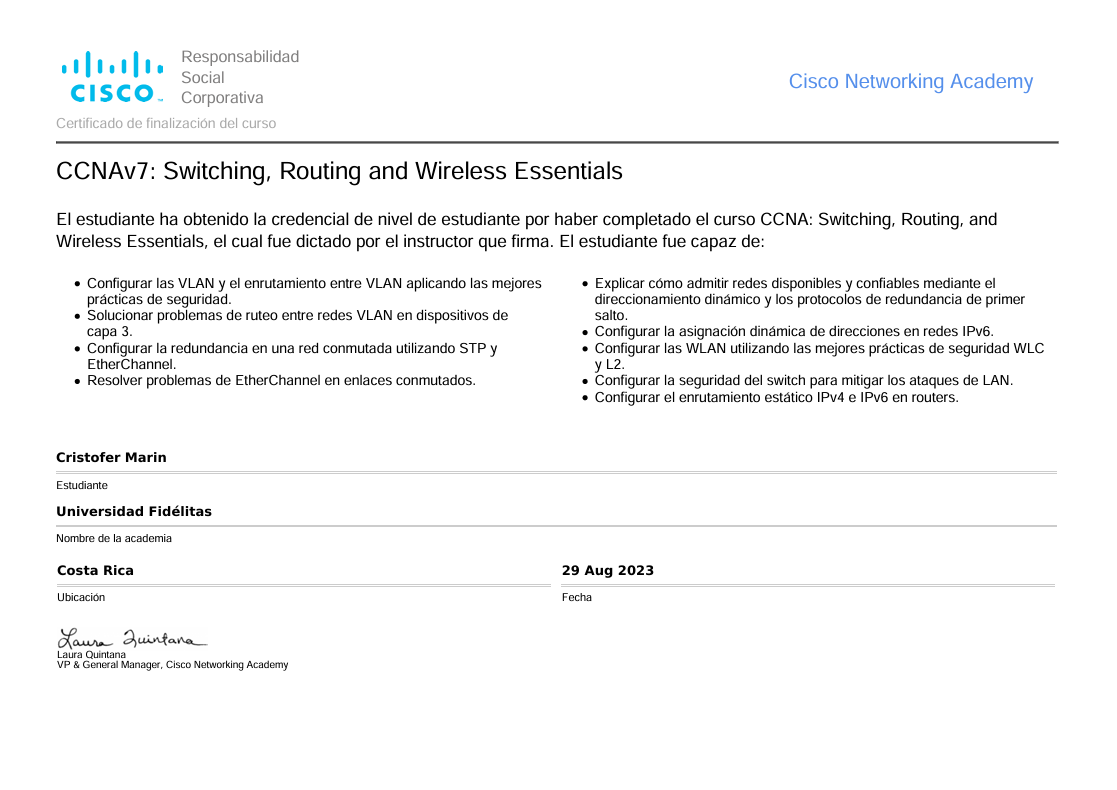 Responsabilidad
Social
Corporativa
CISCO™
Cisco Networking Academy
Certificado de finalización del curso
CCNAv7: Switching, Routing and Wireless Essentials
El estudiante ha obtenido la credencial de nivel de estudiante por haber completado el curso CCNA: Switching, Routing, and
Wireless Essentials, el cual fue dictado por el instructor que firma. El estudiante fue capaz de:
• Configurar las VLAN y el enrutamiento entre VLAN aplicando las mejores
prácticas de seguridad.
• Solucionar problemas de ruteo entre redes VLAN en dispositivos de
capa 3.
• Configurar la redundancia en una red conmutada utilizando STP y
EtherChannel.
• Resolver problemas de EtherChannel en enlaces conmutados.
• Explicar cómo admitir redes disponibles y confiables mediante el
direccionamiento dinámico y los protocolos de redundancia de primer
salto.
• Configurar la asignación dinámica de direcciones en redes IPv6.
• Configurar las WLAN utilizando las mejores prácticas de seguridad WLC
y L2.
• Configurar la seguridad del switch para mitigar los ataques de LAN.
• Configurar el enrutamiento estático IPv4 e IPv6 en routers.
Cristofer Marin
Estudiante
Universidad Fidélitas
Nombre de la academia
Costa Rica
Ubicación
29 Aug 2023
Fecha
Laura Quintana
Laura Quintana
VP & General Manager, Cisco Networking Academy